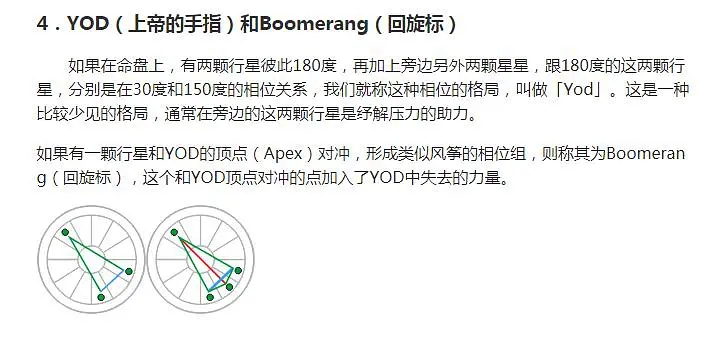 4．YOD（上帝的手指）和Boomerang（回旋标）
如果在命盘上，有两颗行星彼此180度，再加上旁边另外两颗星星，跟180度的这两颗行
星，分别是在30度和150度的相位关系，我们就称这种相位的格局，叫做「Yod」。这是一种
比较少见的格局，通常在旁边的这两颗行星是纾解压力的助力。
如果有一颗行星和YOD的顶点（Apex）对冲，形成类似风筝的相位组，则称其为Boomeran
g（回旋标），这个和YOD顶点对冲的点加入了YOD中失去的力量。